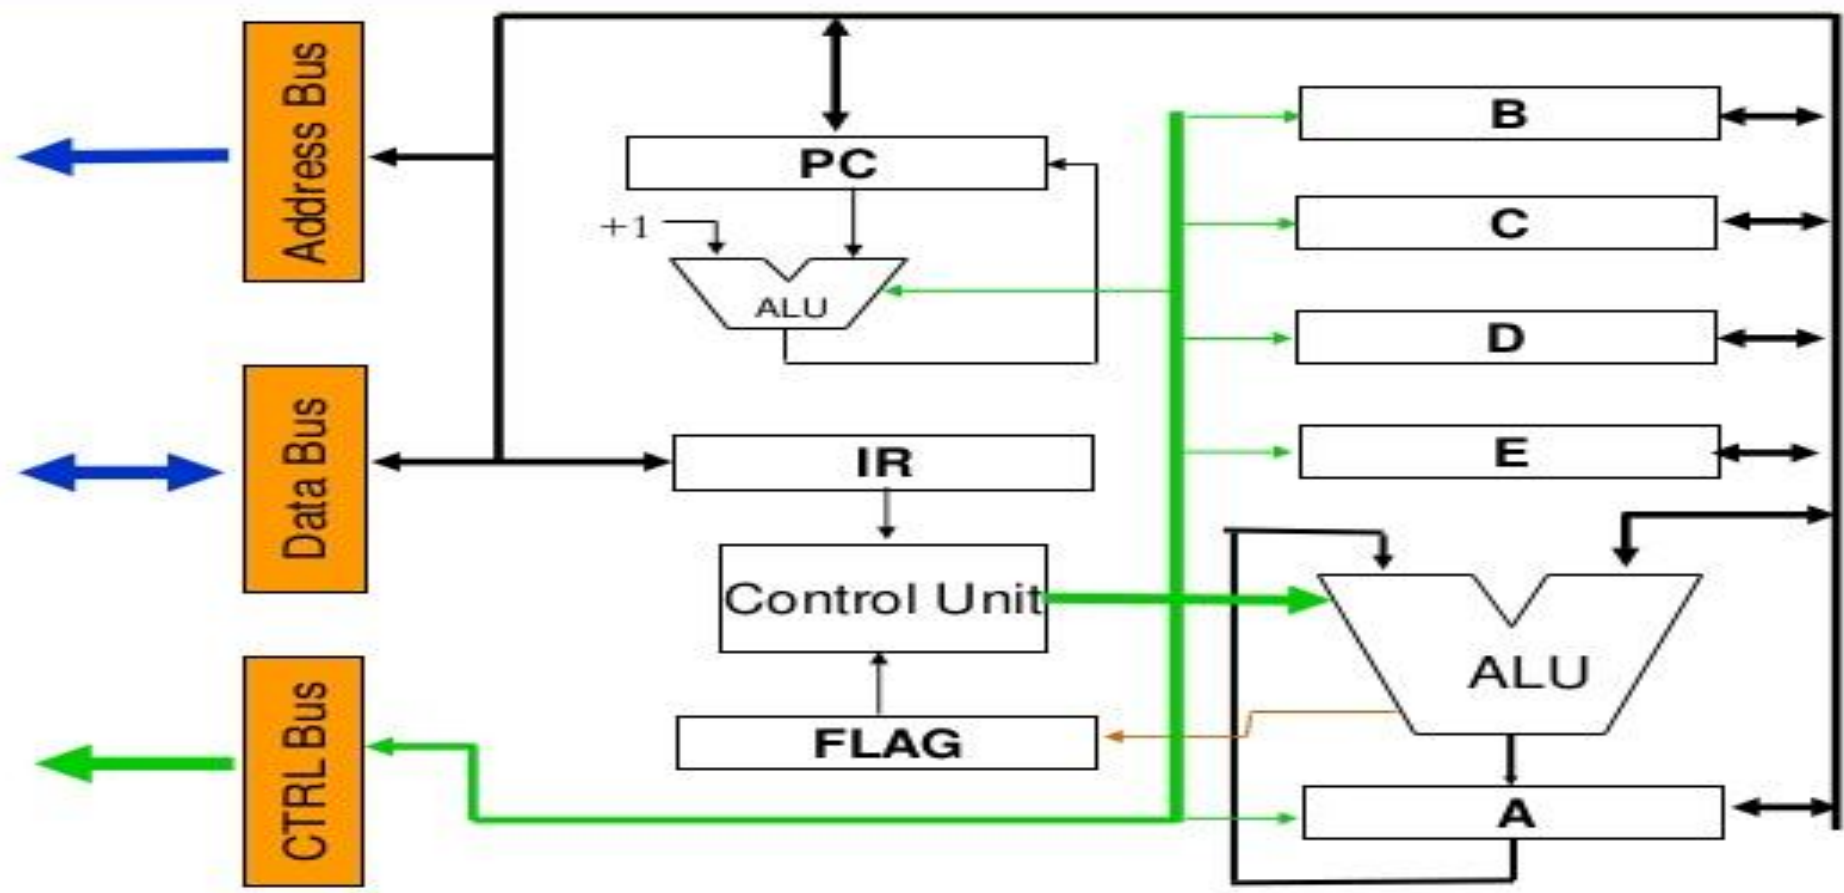 Address Bus
Data Bus
CTRL Bus
PC
+1
ALU
IR
Control Unit
FLAG
B
C
D
E
ALU
A